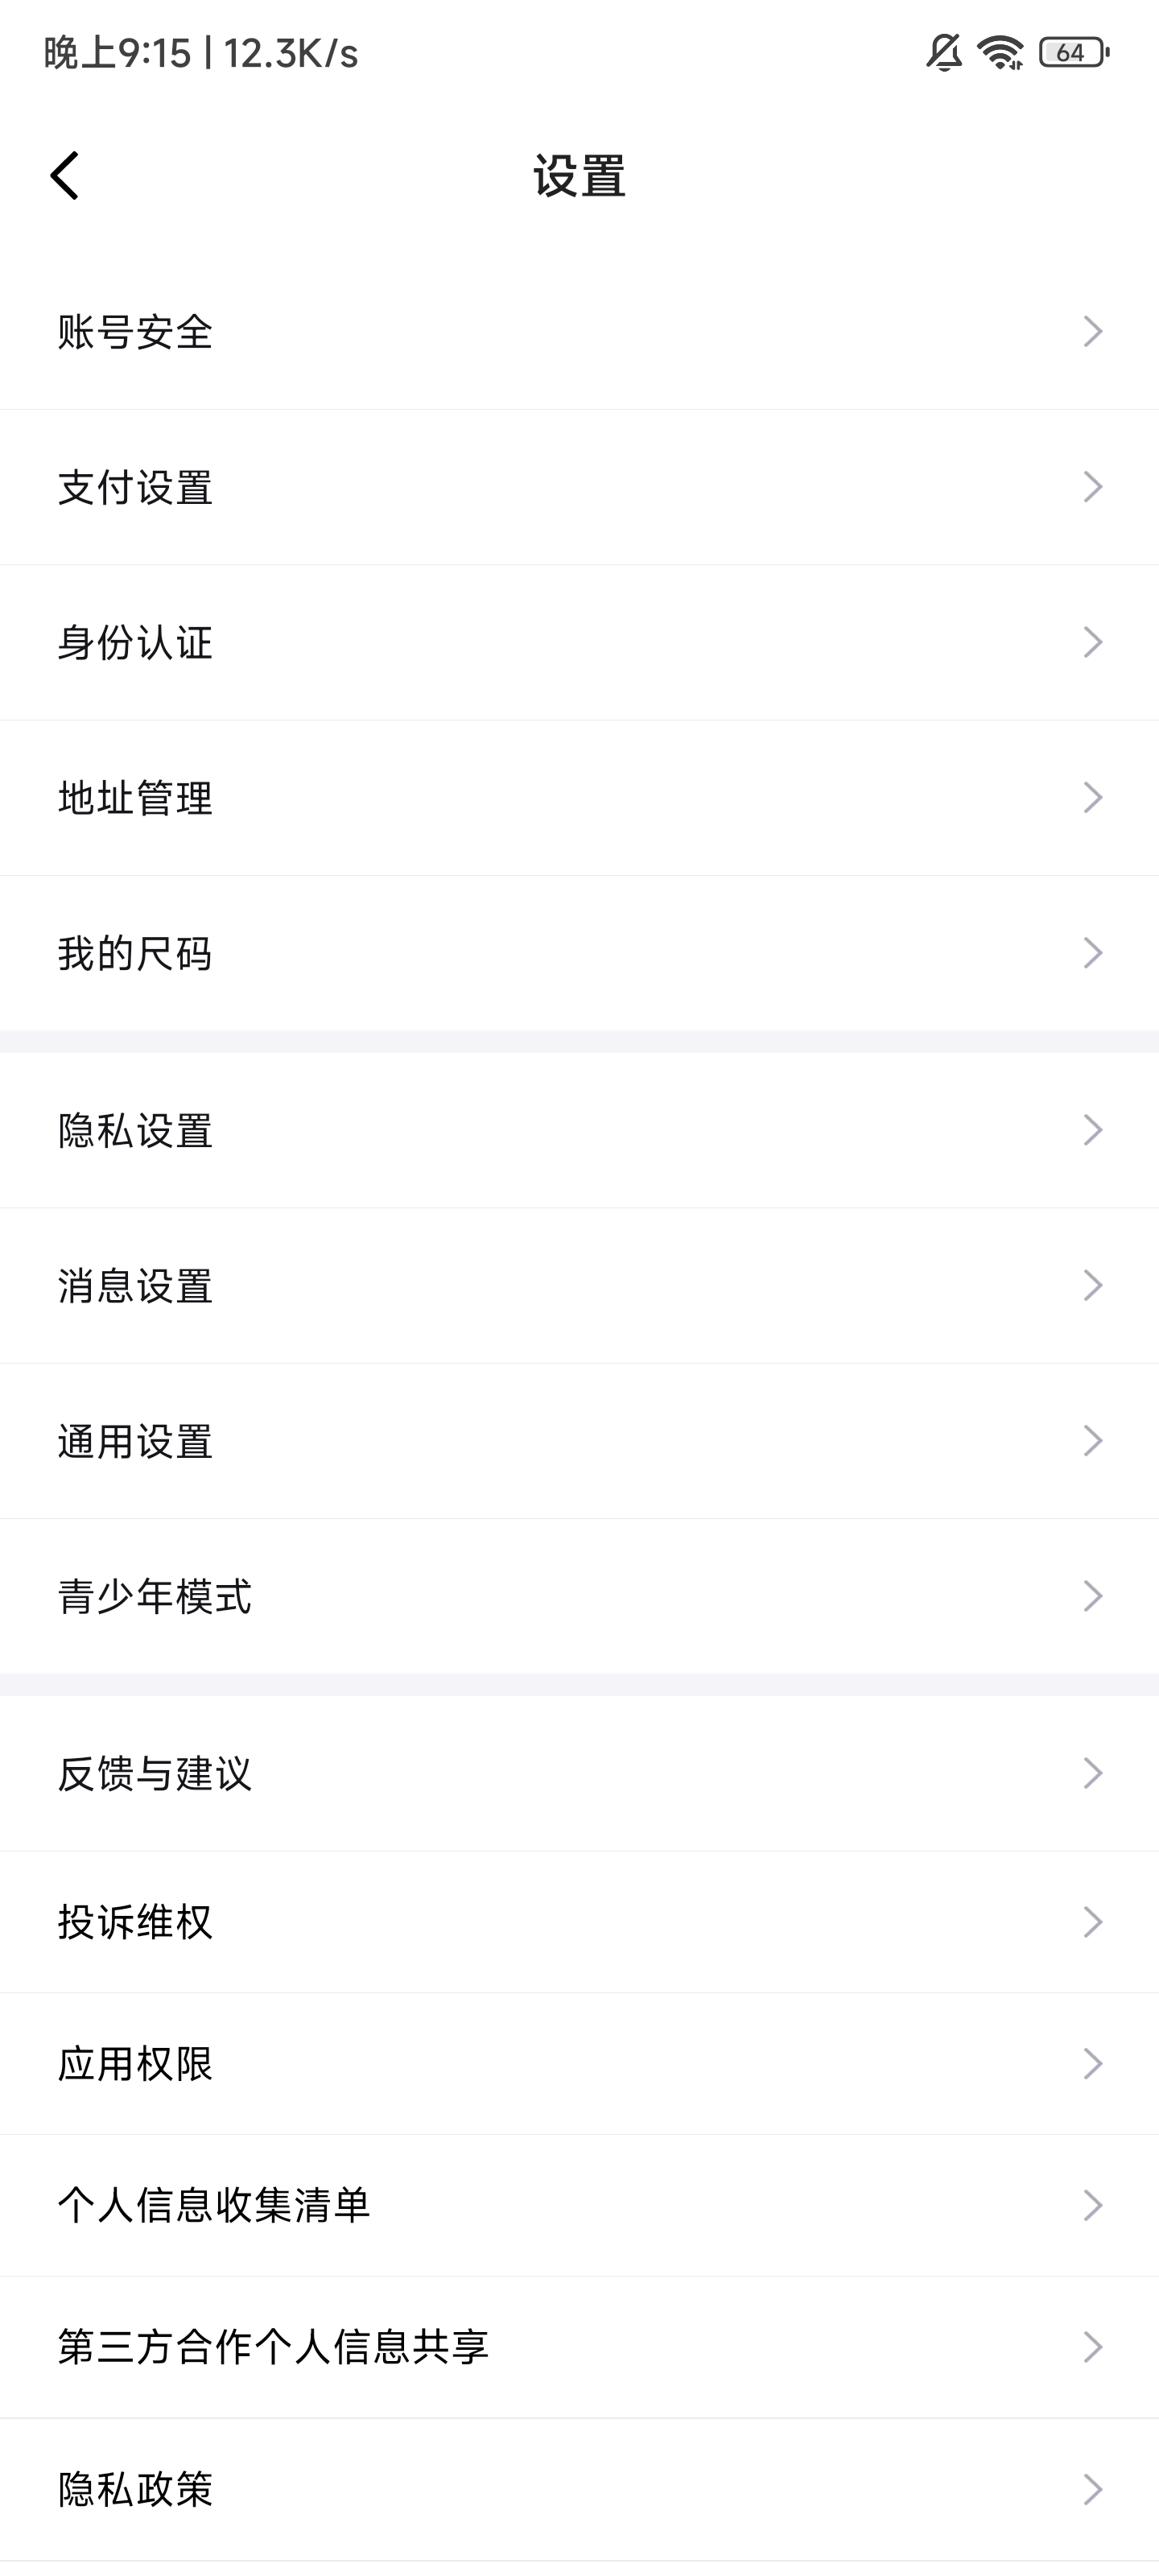 晚上9:15 | 12.3K/s 64
设置
账号安全
支付设置
身份认证
地址管理
我的尺码
隐私设置
消息设置
通用设置
青少年模式
反馈与建议
投诉维权
应用权限
个人信息收集清单
第三方合作个人信息共享
隐私政策